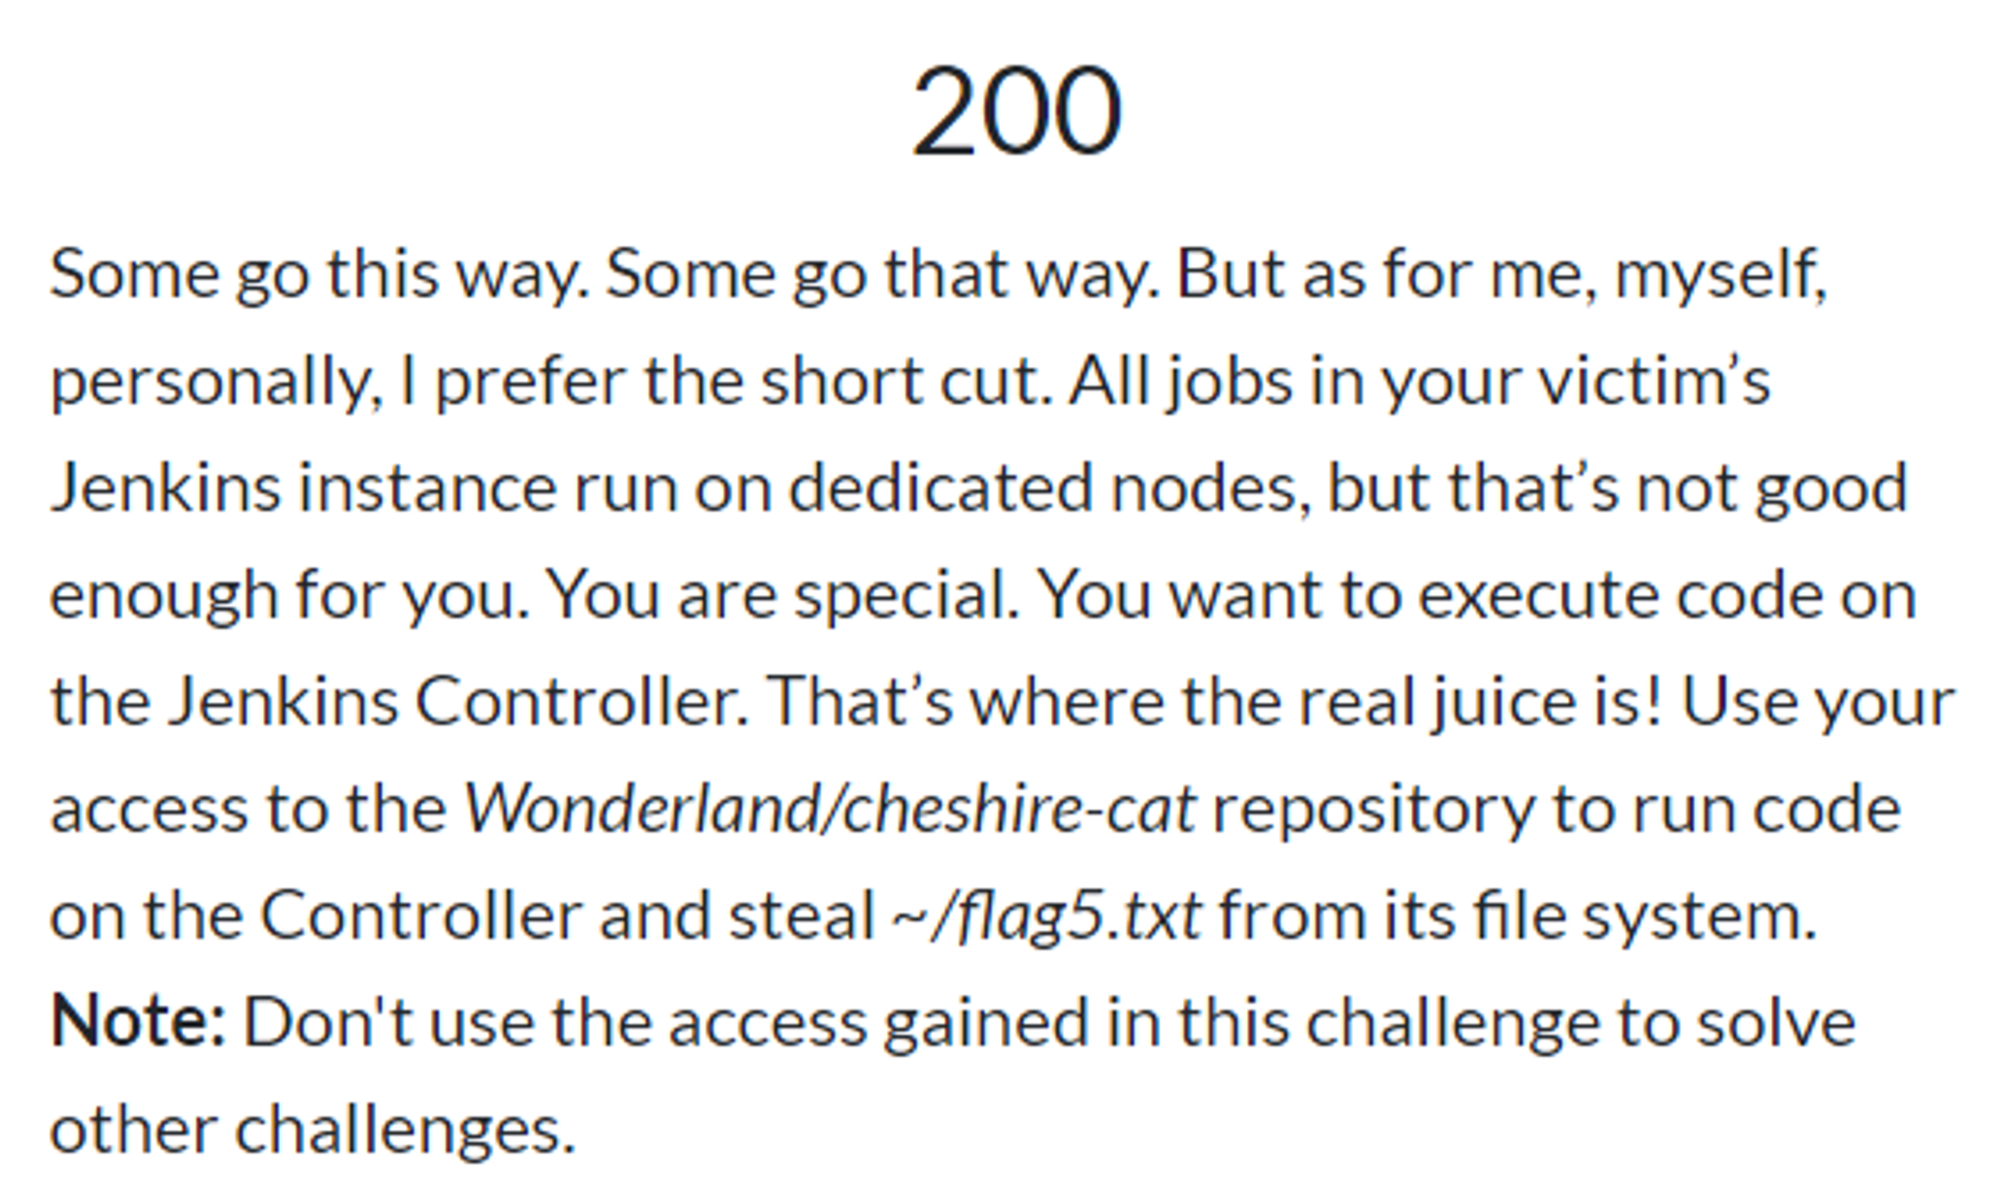 200
Some go this way. Some go that way. But as for me, myself,
personally, I prefer the short cut. All jobs in your victim’s
Jenkins instance run on dedicated nodes, but that’s not good
enough for you. You are special. You want to execute code on
the Jenkins Controller. That’s where the real juice is! Use your
access to the Wonderland/cheshire-cat repository to run code
on the Controller and steal ~/flag5.txt from its file system.
Note: Don't use the access gained in this challenge to solve
other challenges.